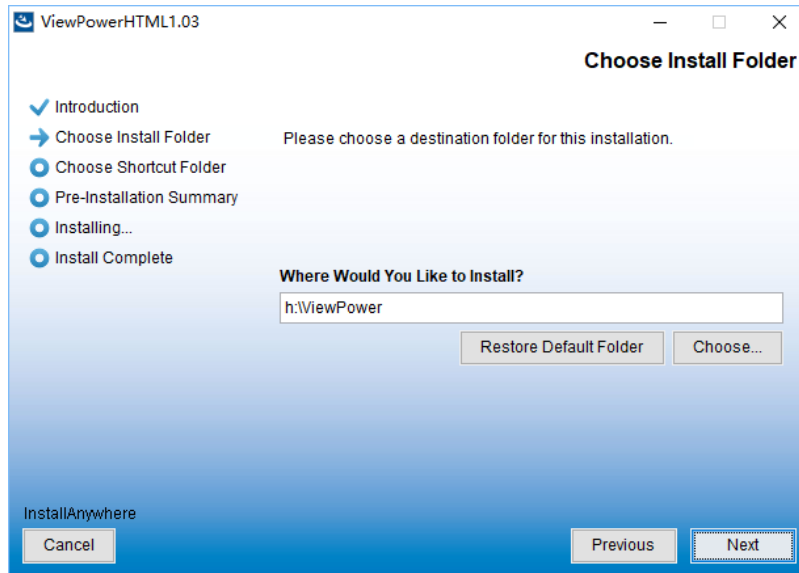 ViewPowerHTML1.03
Choose Install Folder
Introduction
Choose Install Folder
Please choose a destination folder for this installation.
Choose Shortcut Folder
Pre-Installation Summary
Installing...
Install Complete
Where Would You Like to Install?
h:\ViewPower
Restore Default Folder
Choose...
InstallAnywhere
Cancel
Previous
Next